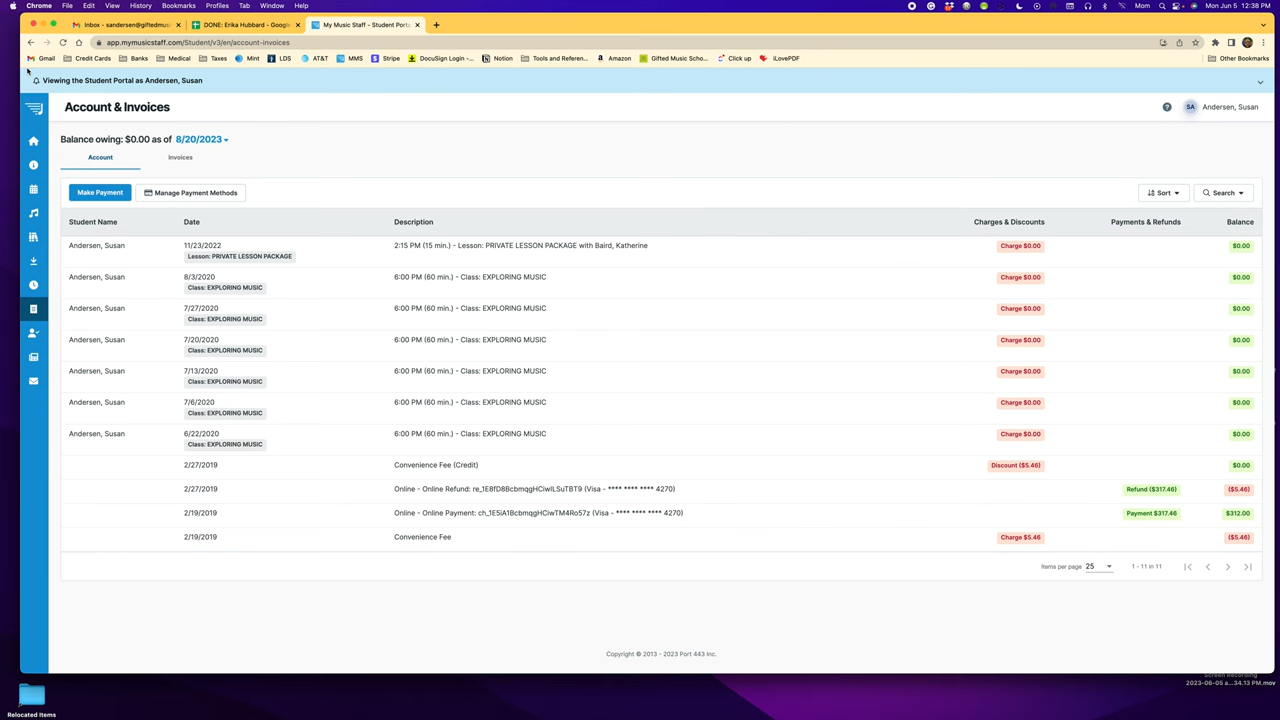 Chrome File Edit View History Bookmarks Profiles Tab Window Help Mom Mon Jun 5 12:38 PM
Inbox - sandersen@giftedmus DONE: Erika Hubbard - Google My Music Staff - Student Porta
app.mymusicstaff.com/Student/v3/en/account-invoices
Gmail Credit Cards Banks Medical Taxes Mint LDS AT&T MMS Stripe DocuSign Login -... Notion Tools and Referen... Amazon Gifted Music Scho... Click up iLovePDF Other Bookmarks
Viewing the Student Portal as Andersen, Susan
Account & Invoices
SA Andersen, Susan
Balance owing: $0.00 as of 8/20/2023
Account Invoices
Make Payment Manage Payment Methods Sort Search
Student Name Date Description Charges & Discounts Payments & Refunds Balance
Andersen, Susan 11/23/2022 2:15 PM (15 min.) - Lesson: PRIVATE LESSON PACKAGE with Baird, Katherine Charge $0.00 $0.00
Lesson: PRIVATE LESSON PACKAGE
Andersen, Susan 8/3/2020 6:00 PM (60 min.) - Class: EXPLORING MUSIC Charge $0.00 $0.00
Class: EXPLORING MUSIC
Andersen, Susan 7/27/2020 6:00 PM (60 min.) - Class: EXPLORING MUSIC Charge $0.00 $0.00
Class: EXPLORING MUSIC
Andersen, Susan 7/20/2020 6:00 PM (60 min.) - Class: EXPLORING MUSIC Charge $0.00 $0.00
Class: EXPLORING MUSIC
Andersen, Susan 7/13/2020 6:00 PM (60 min.) - Class: EXPLORING MUSIC Charge $0.00 $0.00
Class: EXPLORING MUSIC
Andersen, Susan 7/6/2020 6:00 PM (60 min.) - Class: EXPLORING MUSIC Charge $0.00 $0.00
Class: EXPLORING MUSIC
Andersen, Susan 6/22/2020 6:00 PM (60 min.) - Class: EXPLORING MUSIC Charge $0.00 $0.00
Class: EXPLORING MUSIC
2/27/2019 Convenience Fee (Credit) Discount ($5.46) $0.00
2/27/2019 Online - Online Refund: re_1E8fD8BcbmqgHCiwILSuTBT9 (Visa - **** **** **** 4270) Refund ($317.46) ($5.46)
2/19/2019 Online - Online Payment: ch_1E5iA1BcbmqgHCiwTM4Ro57z (Visa - **** **** **** 4270) Payment $317.46 $312.00
2/19/2019 Convenience Fee Charge $5.46 ($5.46)
Items per page 25 1 - 11 in 11
Copyright © 2013 - 2023 Port 443 Inc.
Screen Recording
2023-06-05 a...34.13 PM.mov
Relocated Items